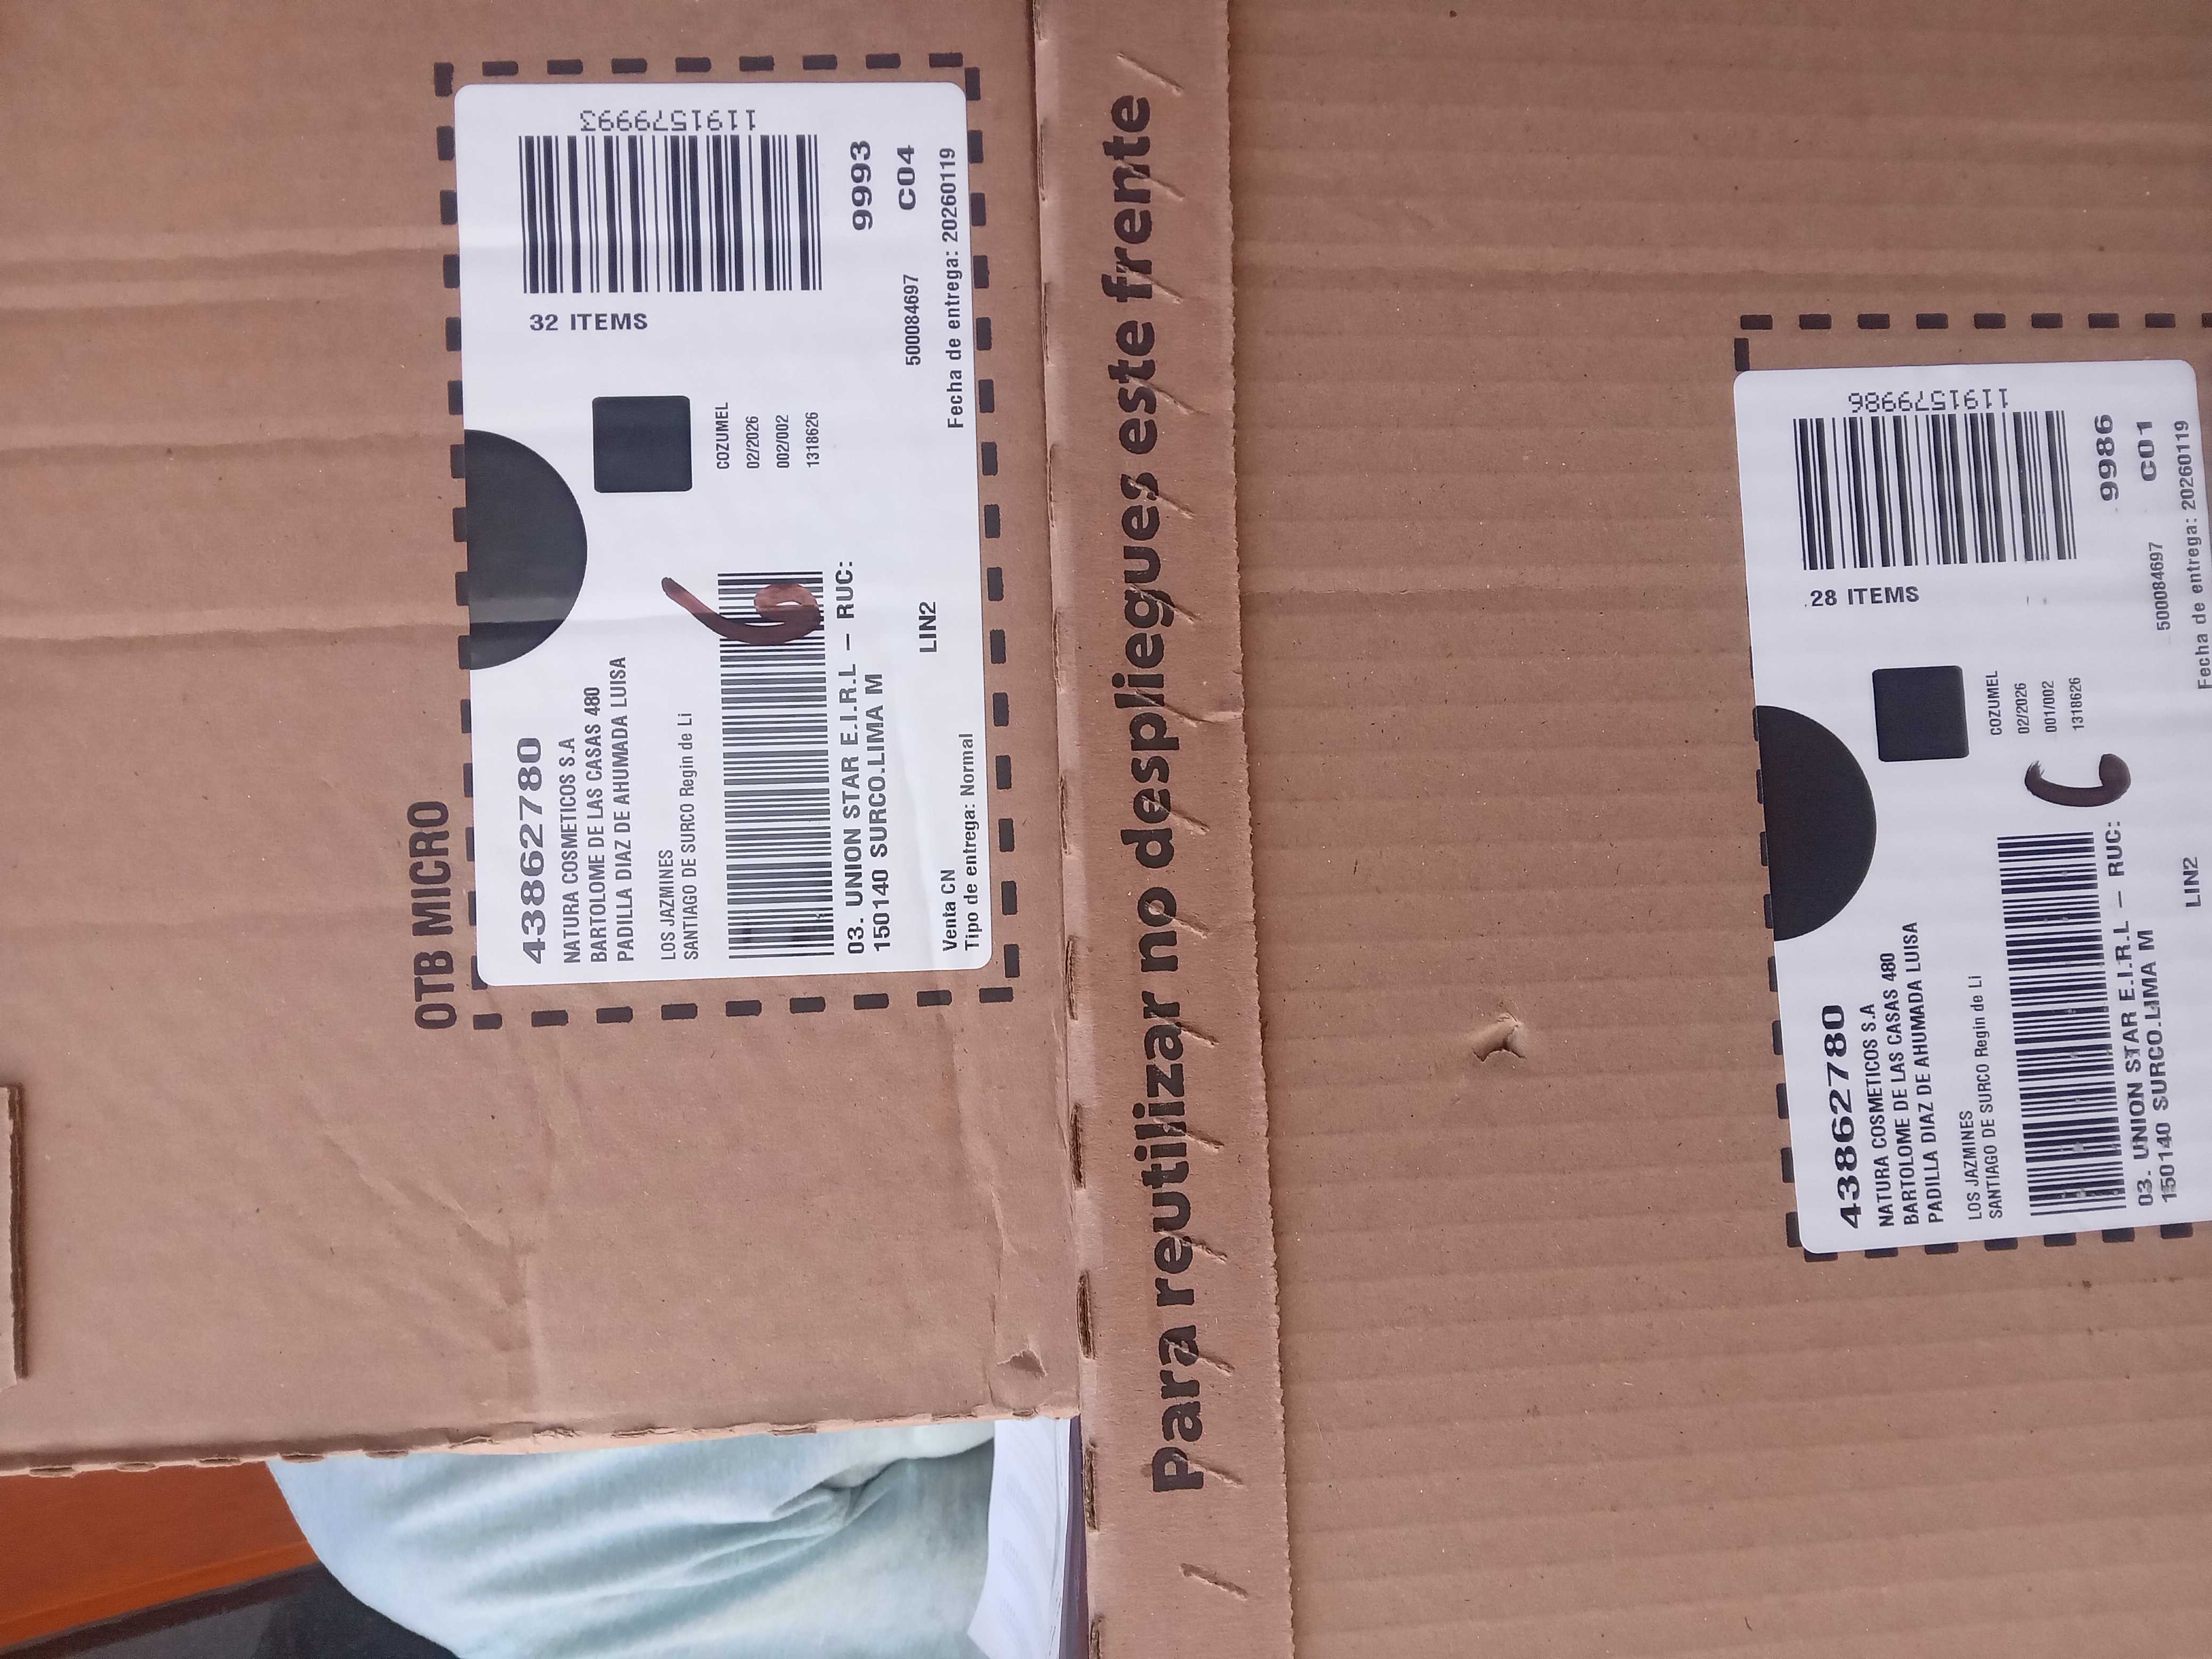 OTB MICRO
43862780
NATURA COSMETICOS S.A
BARTOLOME DE LAS CASAS 480
PADILLA DIAZ DE AHUMADA LUISA
LOS JAZMINES
SANTIAGO DE SURCO Regin de Li
03. UNION STAR E.I.R.L – RUC:
150140 SURCO.LIMA M
Venta CN
LIN2
Tipo de entrega: Normal
6
COZUMEL
02/2026
002/002
1318626
32 ITEMS
1191579993
9993
500084697
C04
Fecha de entrega: 20260119
Para reutilizar no despliegues este frente
43862780
NATURA COSMETICOS S.A
BARTOLOME DE LAS CASAS 480
PADILLA DIAZ DE AHUMADA LUISA
LOS JAZMINES
SANTIAGO DE SURCO Regin de Li
03. UNION STAR E.I.R.L – RUC:
150140 SURCO.LIMA M
LIN2
COZUMEL
02/2026
001/002
1318626
28 ITEMS
1191579986
9986
500084697
C01
Fecha de entrega: 20260119